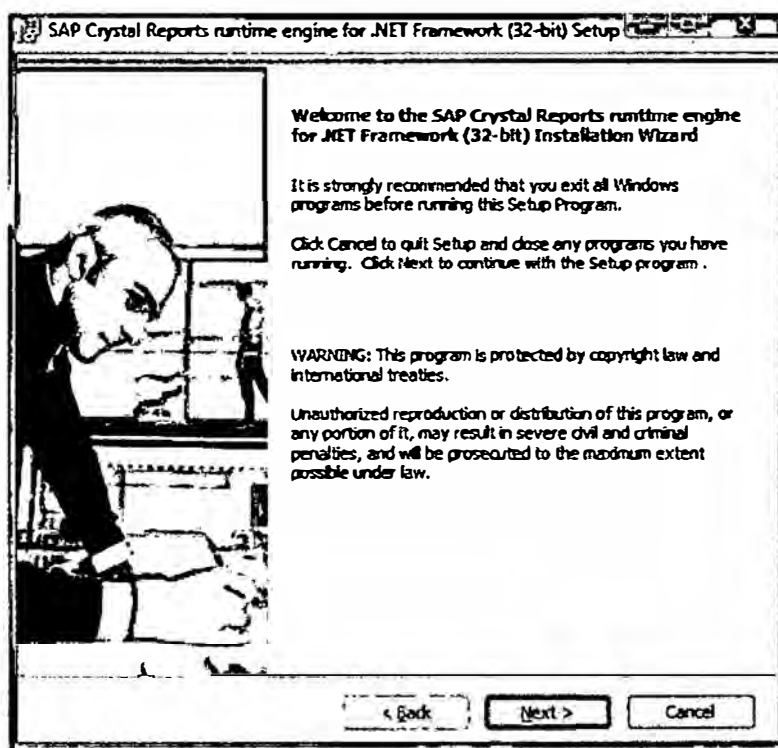 SAP Crystal Reports runtime engine for .NET Framework (32-bit) Setup
Welcome to the SAP Crystal Reports runtime engine
for .NET Framework (32-bit) Installation Wizard
It is strongly recommended that you exit all Windows
programs before running this Setup Program.
Click Cancel to quit Setup and close any programs you have
running. Click Next to continue with the Setup program .
WARNING: This program is protected by copyright law and
international treaties.
Unauthorized reproduction or distribution of this program, or
any portion of it, may result in severe civil and criminal
penalties, and will be prosecuted to the maximum extent
possible under law.
< Back
Next >
Cancel